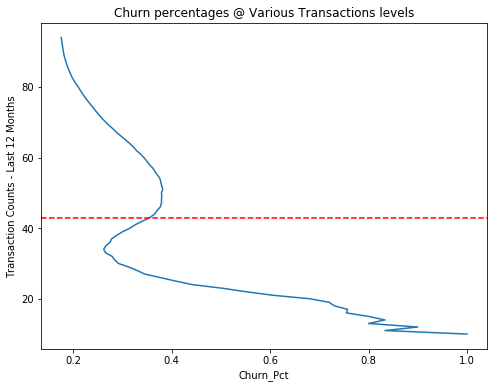 Churn percentages @ Various Transactions levels
Transaction Counts - Last 12 Months
80
60
40
20
0.2 0.4 0.6 0.8 1.0
Churn_Pct